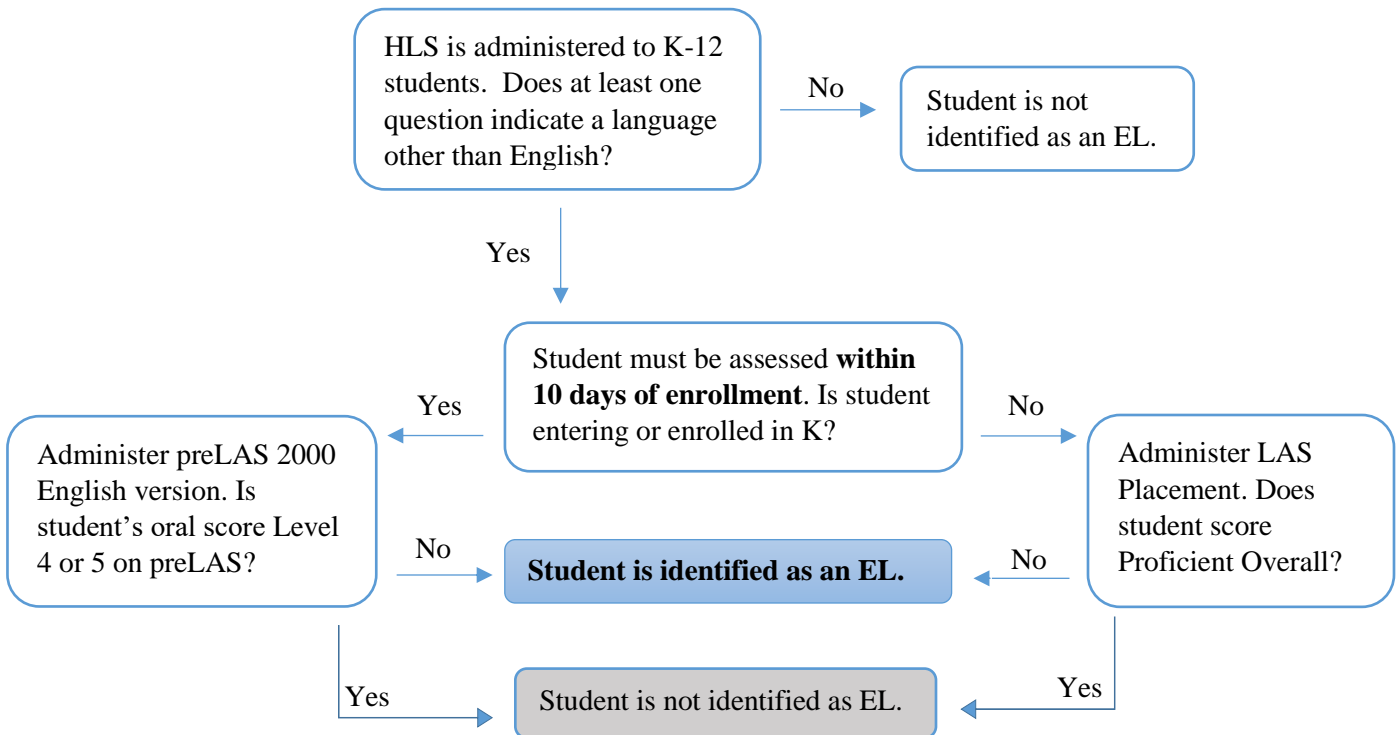 HLS is administered to K-12
students.  Does at least one
question indicate a language
other than English?
No
Student is not
identified as an EL.
Yes
Student must be assessed within
10 days of enrollment. Is student
entering or enrolled in K?
Yes
No
Administer preLAS 2000
English version. Is
student’s oral score Level
4 or 5 on preLAS?
Administer LAS
Placement. Does
student score
Proficient Overall?
No
Student is identified as an EL.
No
Yes
Student is not identified as EL.
Yes